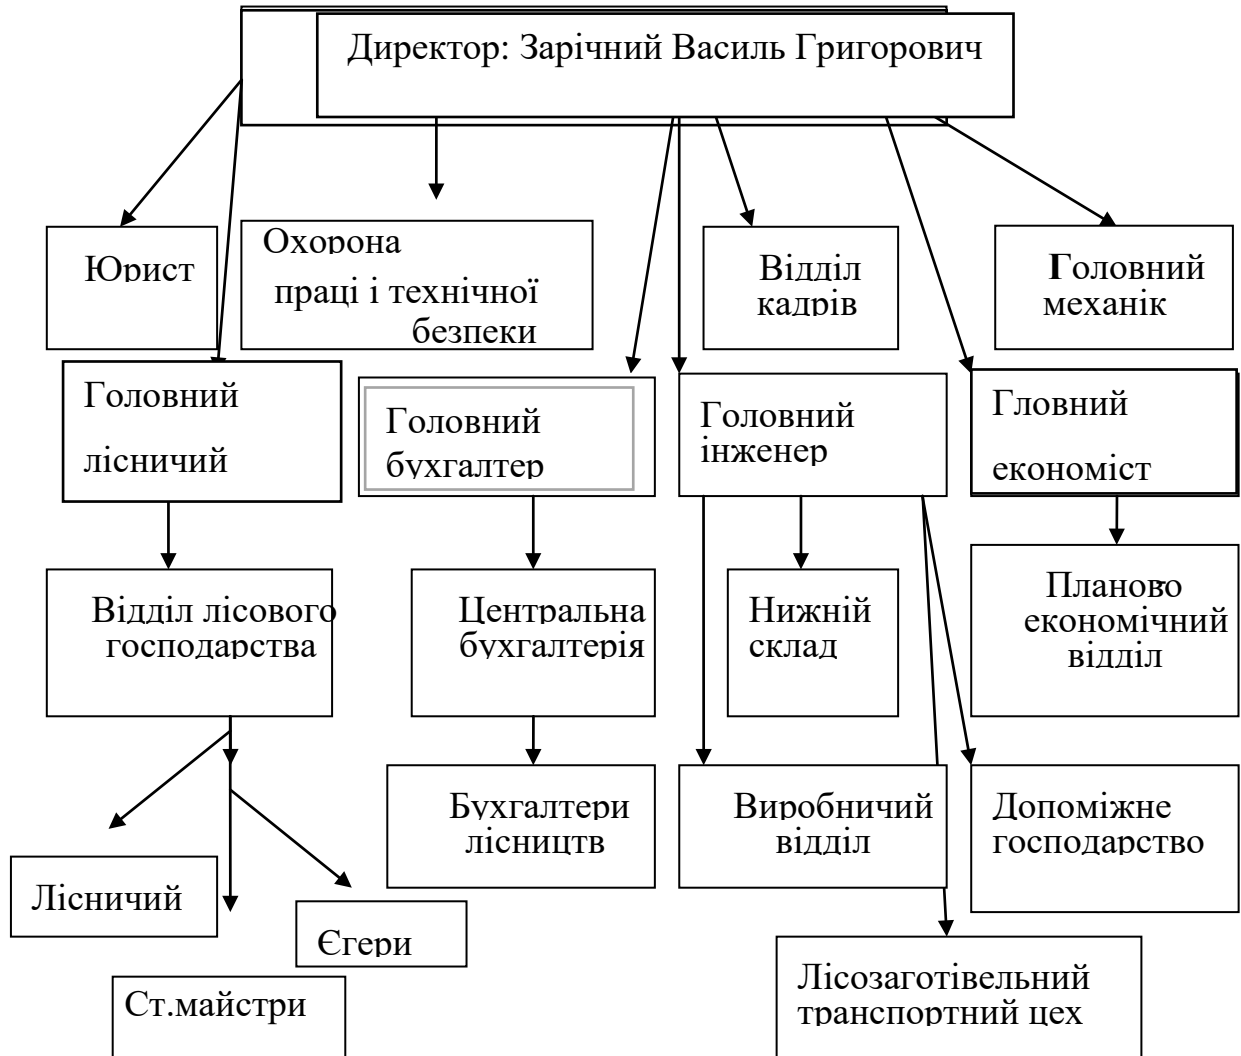 Директор: Зарічний Василь Григорович
Юрист
Охорона
праці і технічної
безпеки
Відділ
кадрів
Головний
механік
Головний
лісничий
Головний
бухгалтер
Головний
інженер
Гловний
економіст
Відділ лісового
господарства
Центральна
бухгалтерія
Нижній
склад
Планово-
економічний
відділ
Бухгалтери
лісництв
Виробничий
відділ
Допоміжне
господарство
Лісничий
Єгери
Ст.майстри
Лісозаготівельний
транспортний цех